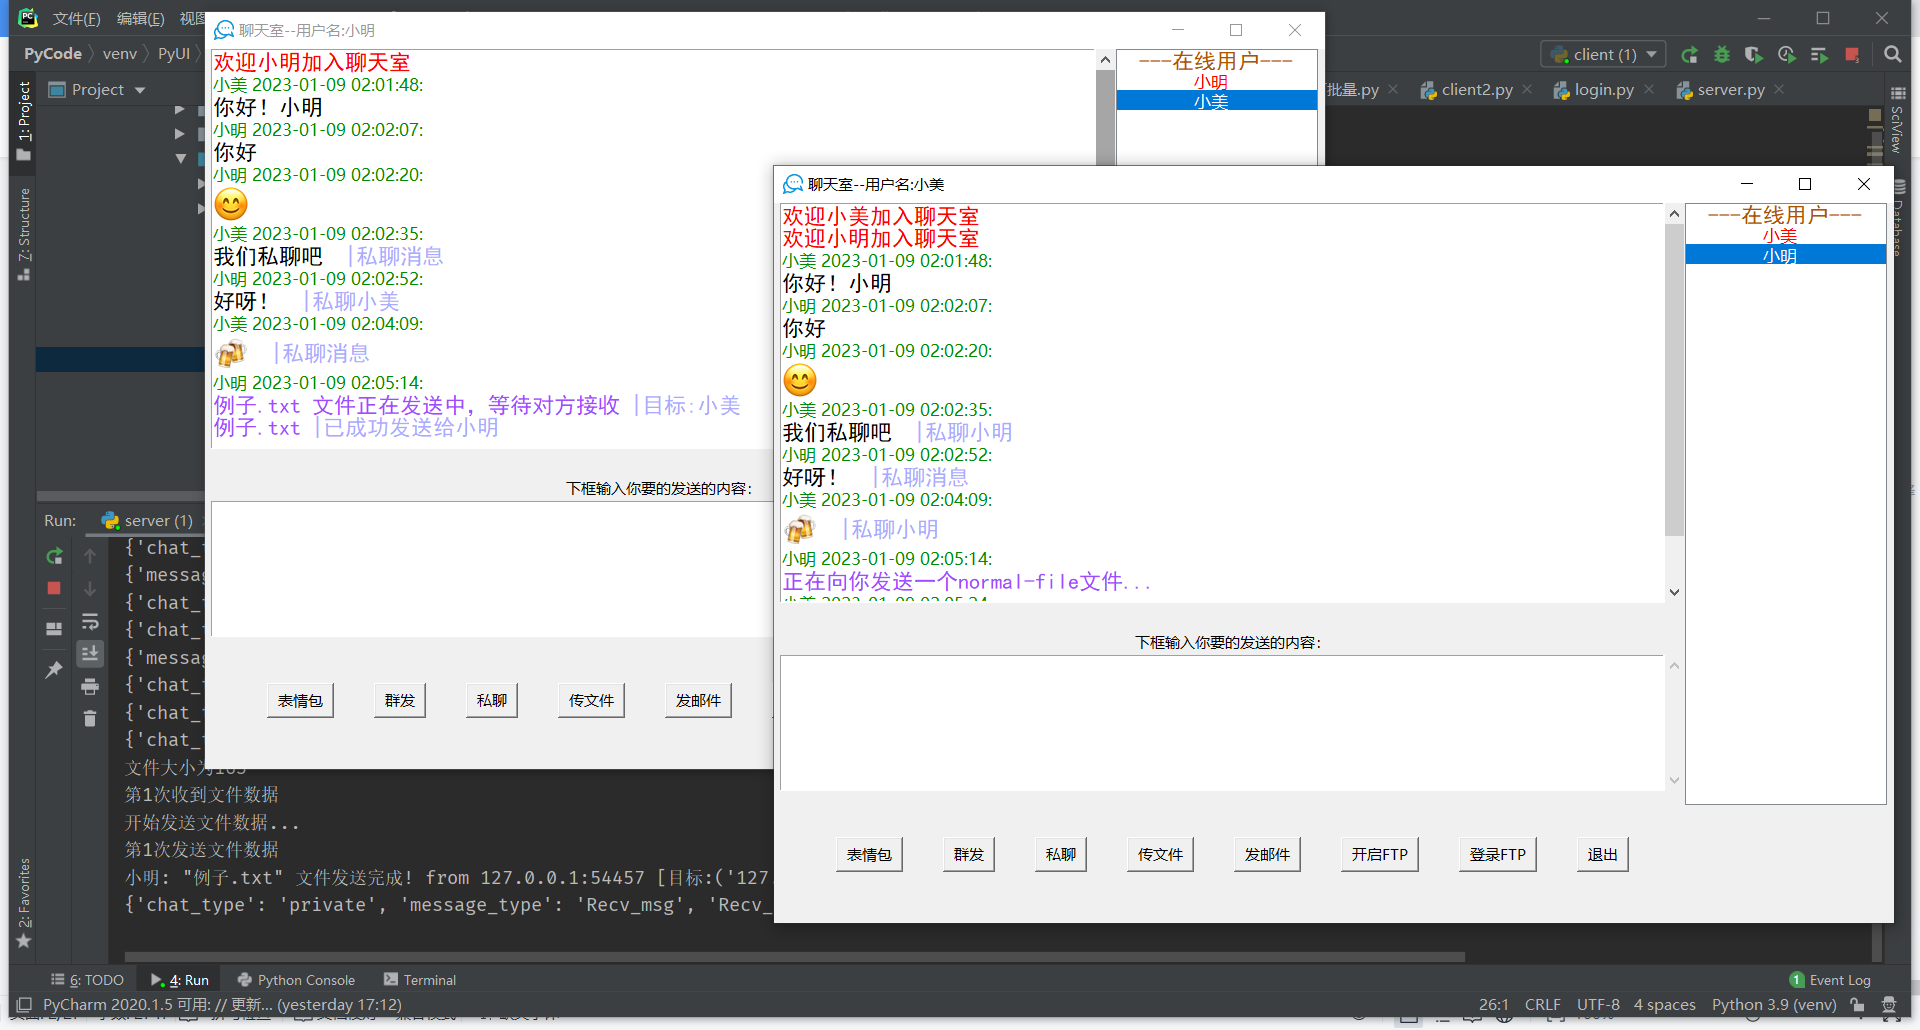 文件(F) 编辑(E) 视图
PyCode venv PyUI
client (1)
Project
批量.py client2.py login.py server.py
1: Project
Z: Structure
2: Favorites
SciView
Database
聊天室--用户名:小明
欢迎小明加入聊天室
小美 2023-01-09 02:01:48:
你好！小明
小明 2023-01-09 02:02:07:
你好
小明 2023-01-09 02:02:20:
😊
小美 2023-01-09 02:02:35:
我们私聊吧 |私聊消息
小明 2023-01-09 02:02:52:
好呀！ |私聊小美
小美 2023-01-09 02:04:09:
🍻 |私聊消息
小明 2023-01-09 02:05:14:
例子.txt 文件正在发送中，等待对方接收 |目标:小美
例子.txt |已成功发送给小明
---在线用户---
小明
小美
下框输入你要的发送的内容：
表情包 群发 私聊 传文件 发邮件
聊天室--用户名:小美
欢迎小美加入聊天室
欢迎小明加入聊天室
小美 2023-01-09 02:01:48:
你好！小明
小明 2023-01-09 02:02:07:
你好
小明 2023-01-09 02:02:20:
😊
小美 2023-01-09 02:02:35:
我们私聊吧 |私聊小明
小明 2023-01-09 02:02:52:
好呀！ |私聊消息
小美 2023-01-09 02:04:09:
🍻 |私聊小明
小明 2023-01-09 02:05:14:
正在向你发送一个normal-file文件...
---在线用户---
小美
小明
下框输入你要的发送的内容：
表情包 群发 私聊 传文件 发邮件 开启FTP 登录FTP 退出
Run: server (1)
{'chat_
{'messag
{'chat_
{'chat_
{'messag
{'chat_
{'chat_
{'chat_
文件大小为
第1次收到文件数据
开始发送文件数据...
第1次发送文件数据
小明: "例子.txt" 文件发送完成! from 127.0.0.1:54457 [目标:('127.
{'chat_type': 'private', 'message_type': 'Recv_msg', 'Recv_
6: TODO 4: Run Python Console Terminal
1 Event Log
PyCharm 2020.1.5 可用: // 更新... (yesterday 17:12)
26:1 CRLF UTF-8 4 spaces Python 3.9 (venv)